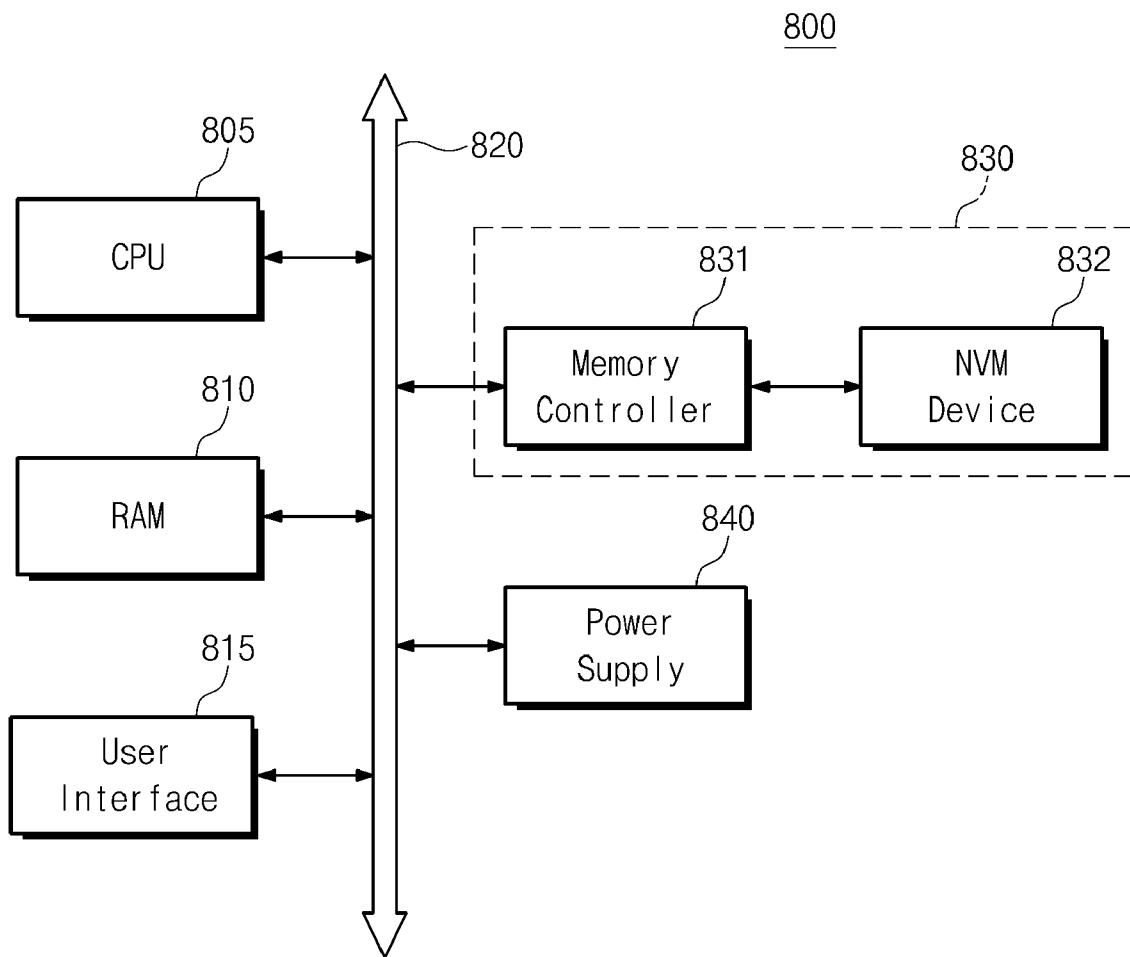 800
805
820
830
CPU
831
832
Memory
Controller
NVM
Device
810
RAM
840
Power
Supply
815
User
Interface